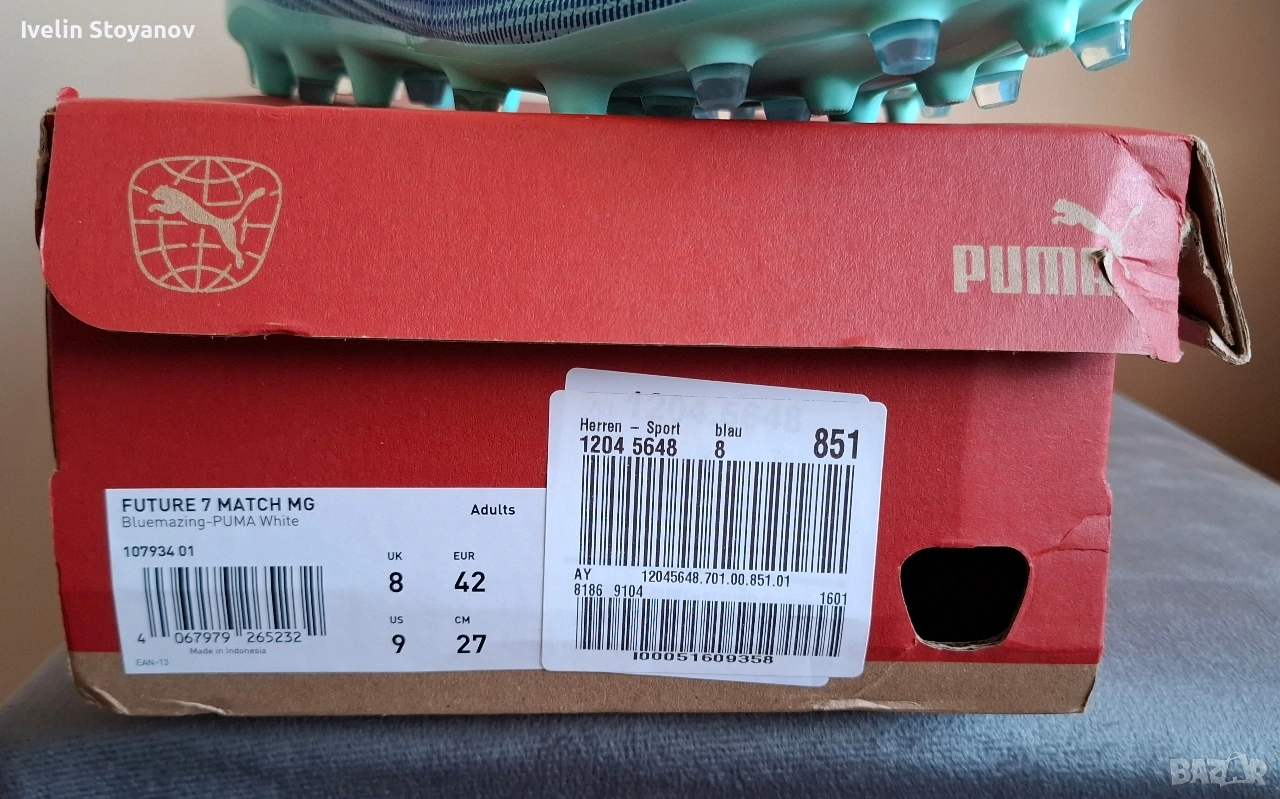 Ivelin Stoyanov
PUMA
Herren - Sport blau 851
1204 5648 8
FUTURE 7 MATCH MG
Bluemazing-PUMA White
Adults
107934 01
UK EUR
8 42
US CM
9 27
4 067979 265232
Made in Indonesia
EAN-13
AY 12045648.701.00.851.01
8186 9104 1601
I00051609358
BAZAR